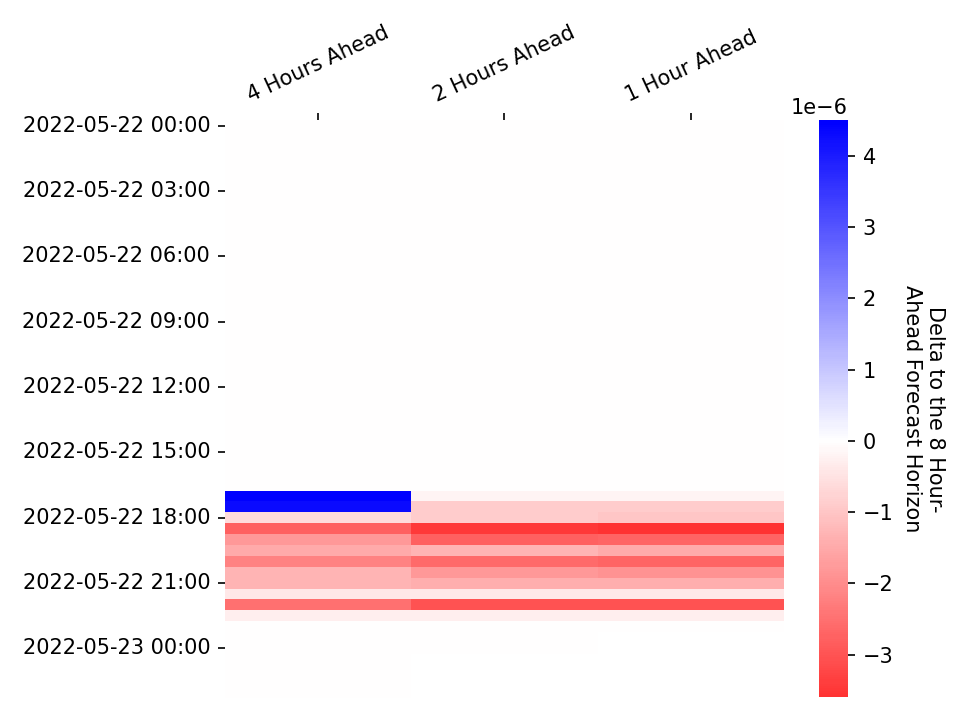 4 Hours Ahead
2 Hours Ahead
1 Hour Ahead
1e−6
2022-05-22 00:00
2022-05-22 03:00
2022-05-22 06:00
2022-05-22 09:00
2022-05-22 12:00
2022-05-22 15:00
2022-05-22 18:00
2022-05-22 21:00
2022-05-23 00:00
4
3
2
1
0
−1
−2
−3
Delta to the 8 Hour-
Ahead Forecast Horizon